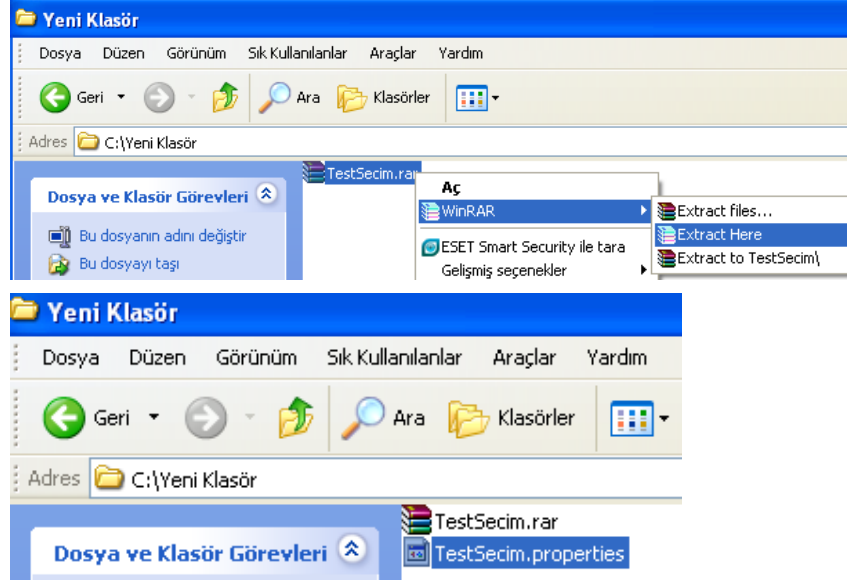 Yeni Klasör
Dosya Düzen Görünüm Sık Kullanılanlar Araçlar Yardım
Geri Ara Klasörler
Adres C:\Yeni Klasör
TestSecim.rar
Dosya ve Klasör Görevleri
Bu dosyanın adını değiştir
Bu dosyayı taşı
Aç
WinRAR
ESET Smart Security ile tara
Gelişmiş seçenekler
Extract files...
Extract Here
Extract to TestSecim\
Yeni Klasör
Dosya Düzen Görünüm Sık Kullanılanlar Araçlar Yardım
Geri Ara Klasörler
Adres C:\Yeni Klasör
TestSecim.rar
TestSecim.properties
Dosya ve Klasör Görevleri